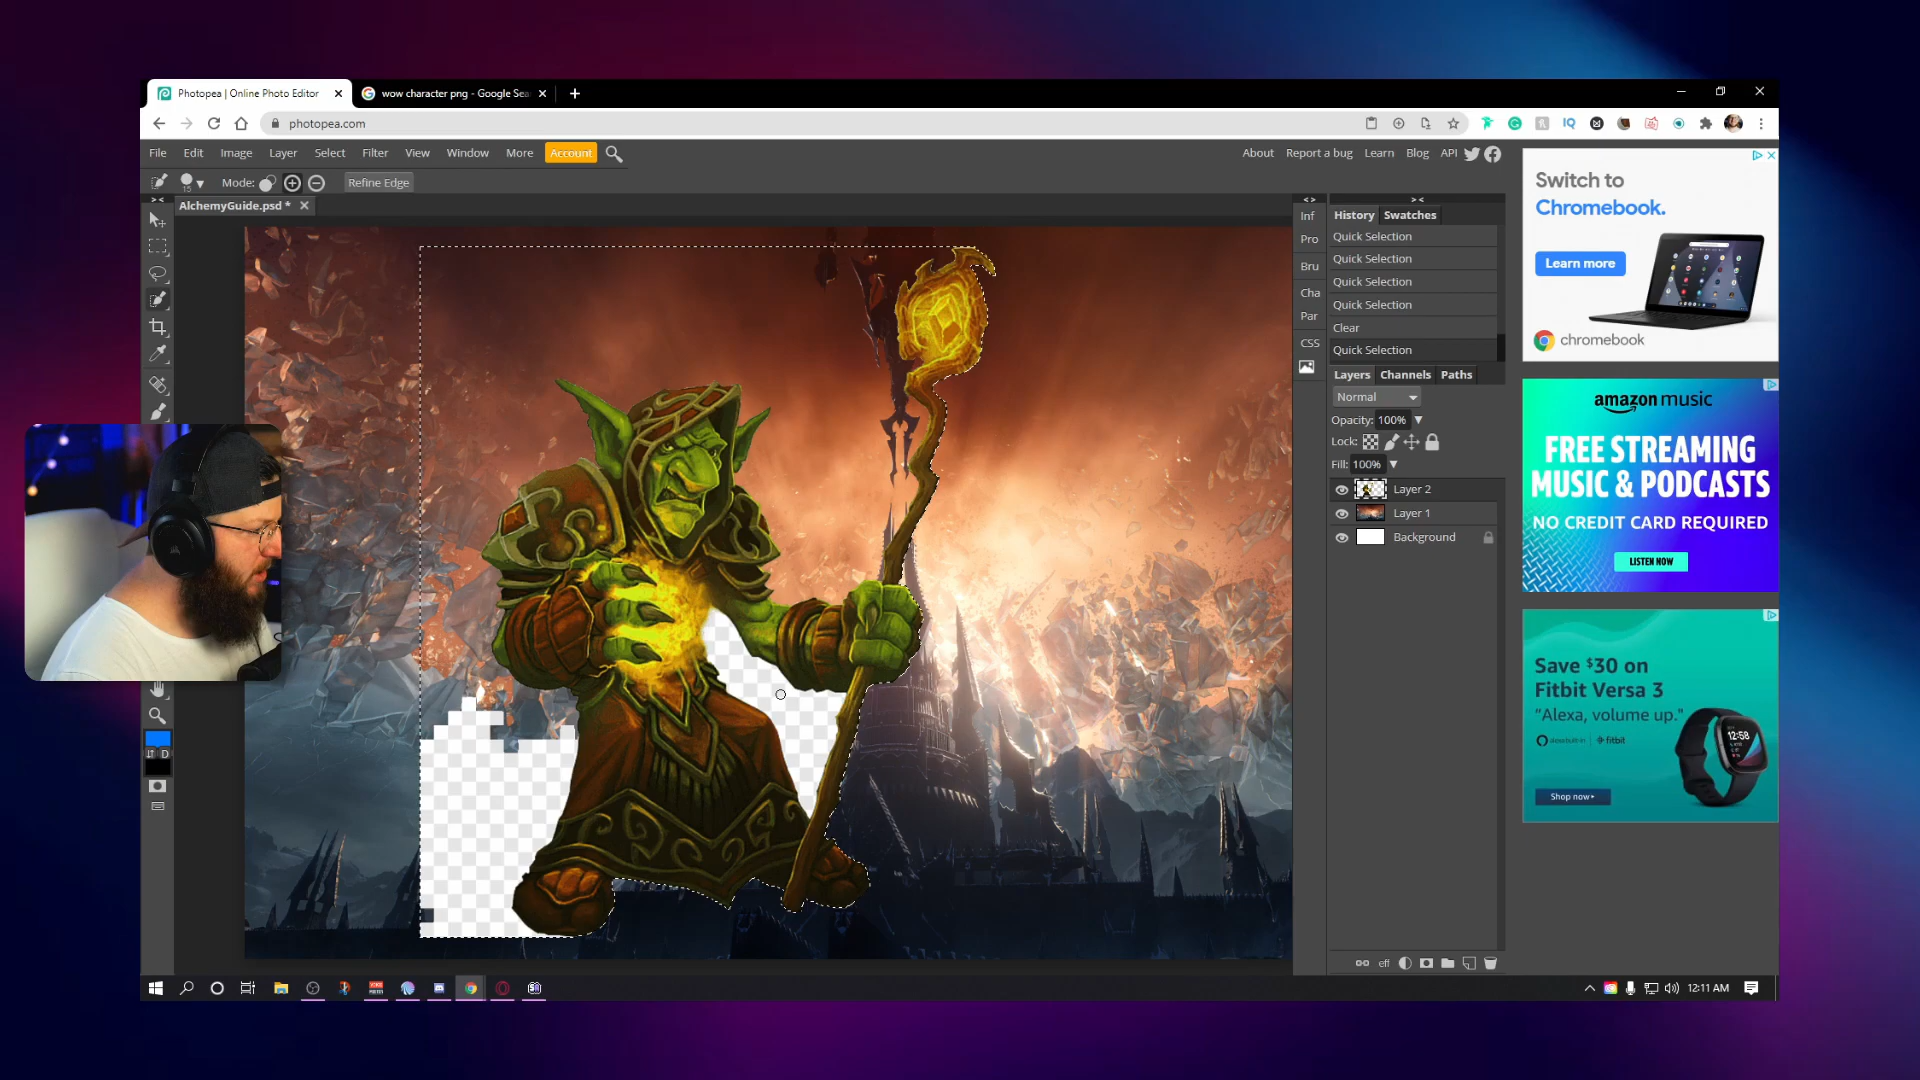 Photopea | Online Photo Editor
wow character png - Google Sea
photopea.com
File Edit Image Layer Select Filter View Window More Account
About Report a bug Learn Blog API
15 Mode: Refine Edge
AlchemyGuide.psd *
D
Inf
Pro
Bru
Cha
Par
CSS
History Swatches
Quick Selection
Quick Selection
Quick Selection
Quick Selection
Clear
Quick Selection
Layers Channels Paths
Normal
Opacity: 100%
Lock:
Fill: 100%
Layer 2
Layer 1
Background
eff
Switch to
Chromebook.
Learn more
chromebook
amazon music
FREE STREAMING
MUSIC & PODCASTS
NO CREDIT CARD REQUIRED
LISTEN NOW
Save $30 on
Fitbit Versa 3
"Alexa, volume up."
fitbit
12:58
Shop now
12:11 AM